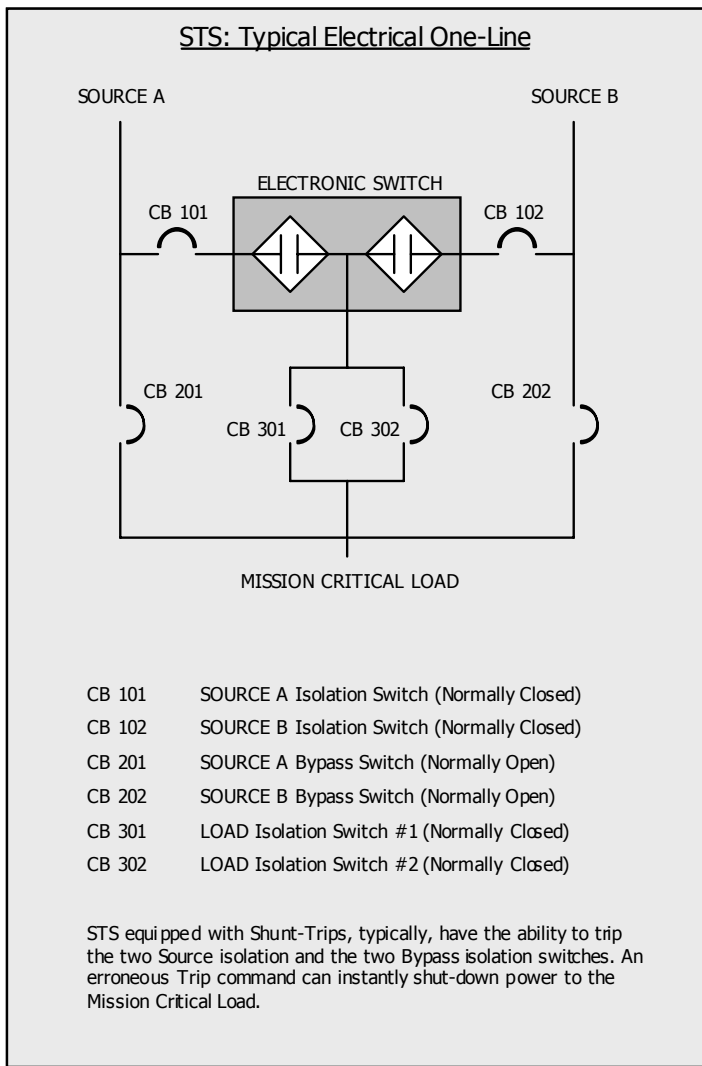 STS: Typical Electrical One-Line
SOURCE A
SOURCE B
ELECTRONIC SWITCH
CB 101
CB 102
CB 201
CB 202
CB 301
CB 302
MISSION CRITICAL LOAD
CB 101 SOURCE A Isolation Switch (Normally Closed)
CB 102 SOURCE B Isolation Switch (Normally Closed)
CB 201 SOURCE A Bypass Switch (Normally Open)
CB 202 SOURCE B Bypass Switch (Normally Open)
CB 301 LOAD Isolation Switch #1 (Normally Closed)
CB 302 LOAD Isolation Switch #2 (Normally Closed)
STS equipped with Shunt-Trips, typically, have the ability to trip
the two Source isolation and the two Bypass isolation switches. An
erroneous Trip command can instantly shut-down power to the
Mission Critical Load.